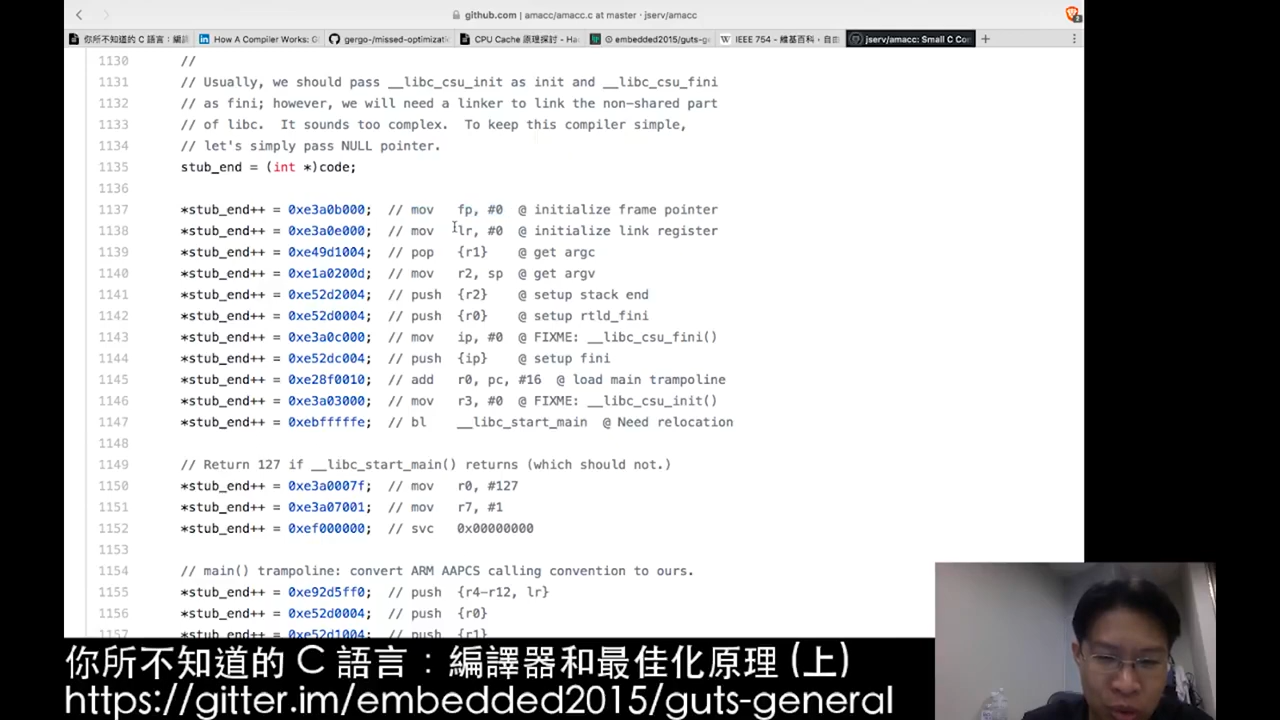 github.com | amacc/amacc.c at master · jserv/amacc
你所不知道的 C 語言: 編譯
How A Compiler Works: G
gergo-/missed-optimizati
CPU Cache 原理探討 - Ha
embedded2015/guts-ge
IEEE 754 – 維基百科,自由
jserv/amacc: Small C Co
1130 //
1131 // Usually, we should pass __libc_csu_init as init and __libc_csu_fini
1132 // as fini; however, we will need a linker to link the non-shared part
1133 // of libc.  It sounds too complex.  To keep this compiler simple,
1134 // let's simply pass NULL pointer.
1135 stub_end = (int *)code;
1136
1137 *stub_end++ = 0xe3a0b000; // mov   fp, #0  @ initialize frame pointer
1138 *stub_end++ = 0xe3a0e000; // mov   lr, #0  @ initialize link register
1139 *stub_end++ = 0xe49d1004; // pop   {r1}    @ get argc
1140 *stub_end++ = 0xe1a0200d; // mov   r2, sp  @ get argv
1141 *stub_end++ = 0xe52d2004; // push  {r2}    @ setup stack end
1142 *stub_end++ = 0xe52d0004; // push  {r0}    @ setup rtld_fini
1143 *stub_end++ = 0xe3a0c000; // mov   ip, #0  @ FIXME: __libc_csu_fini()
1144 *stub_end++ = 0xe52dc004; // push  {ip}    @ setup fini
1145 *stub_end++ = 0xe28f0010; // add   r0, pc, #16  @ load main trampoline
1146 *stub_end++ = 0xe3a03000; // mov   r3, #0  @ FIXME: __libc_csu_init()
1147 *stub_end++ = 0xebfffffe; // bl    __libc_start_main  @ Need relocation
1148
1149 // Return 127 if __libc_start_main() returns (which should not.)
1150 *stub_end++ = 0xe3a0007f; // mov   r0, #127
1151 *stub_end++ = 0xe3a07001; // mov   r7, #1
1152 *stub_end++ = 0xef000000; // svc   0x00000000
1153
1154 // main() trampoline: convert ARM AAPCS calling convention to ours.
1155 *stub_end++ = 0xe92d5ff0; // push  {r4-r12, lr}
1156 *stub_end++ = 0xe52d0004; // push  {r0}
1157 *stub_end++ = 0xe52d1004; // push  {r1}
你所不知道的 C 語言：編譯器和最佳化原理 (上)
https://gitter.im/embedded2015/guts-general